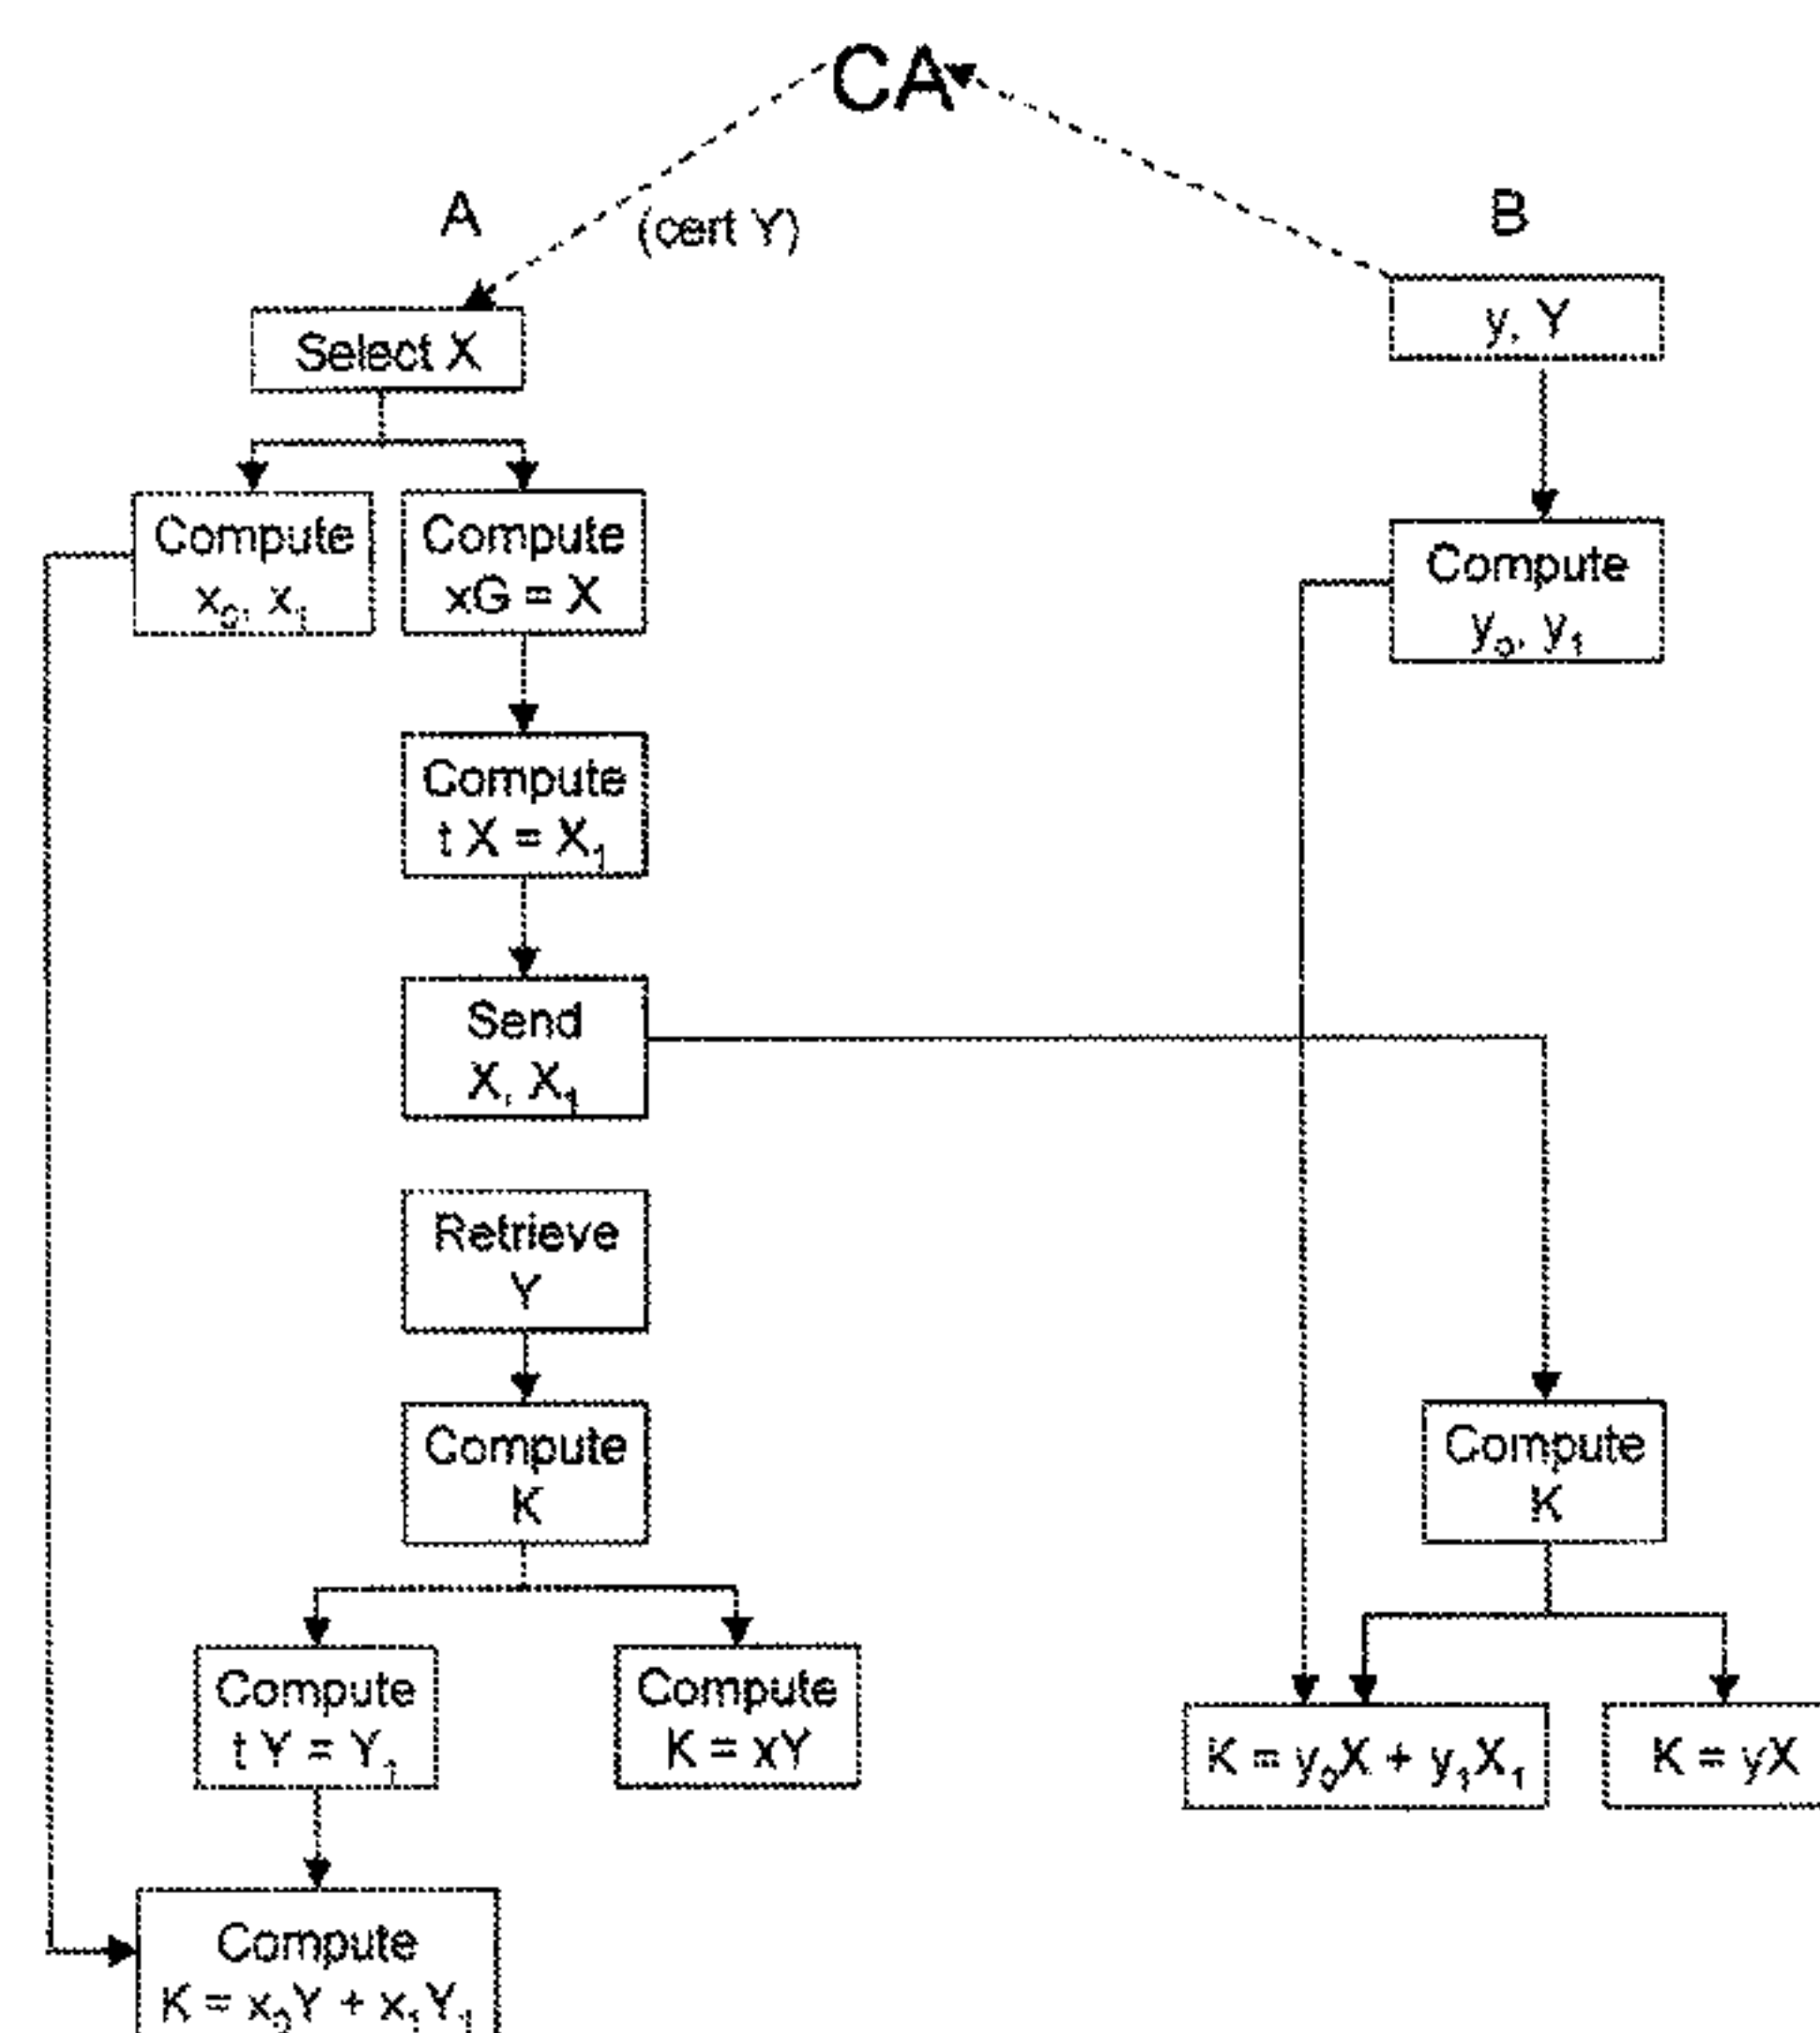 CA
A
(cert Y)
B
Select X
y, Y
Compute
x₀, x₁
Compute
xG = X
Compute
y₀, y₁
Compute
t X = X₁
Send
X, X₁
Retrieve
Y
Compute
K
Compute
K
Compute
t Y = Y₁
Compute
K = xY
K = y₀X + y₁X₁
K = yX
Compute
K = x₀Y + x₁Y₁